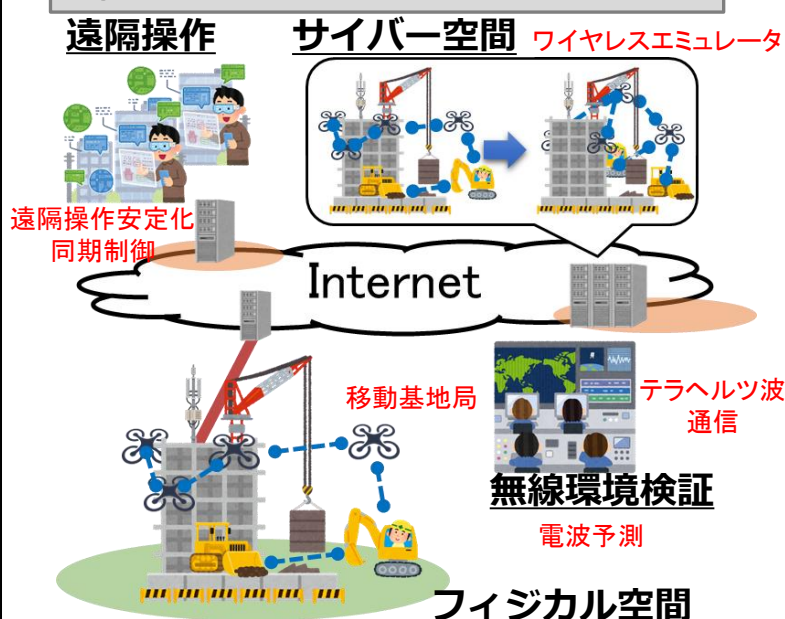 遠隔操作
サイバー空間
ワイヤレスエミュレータ
遠隔操作安定化
同期制御
Internet
移動基地局
テラヘルツ波
通信
無線環境検証
電波予測
フィジカル空間